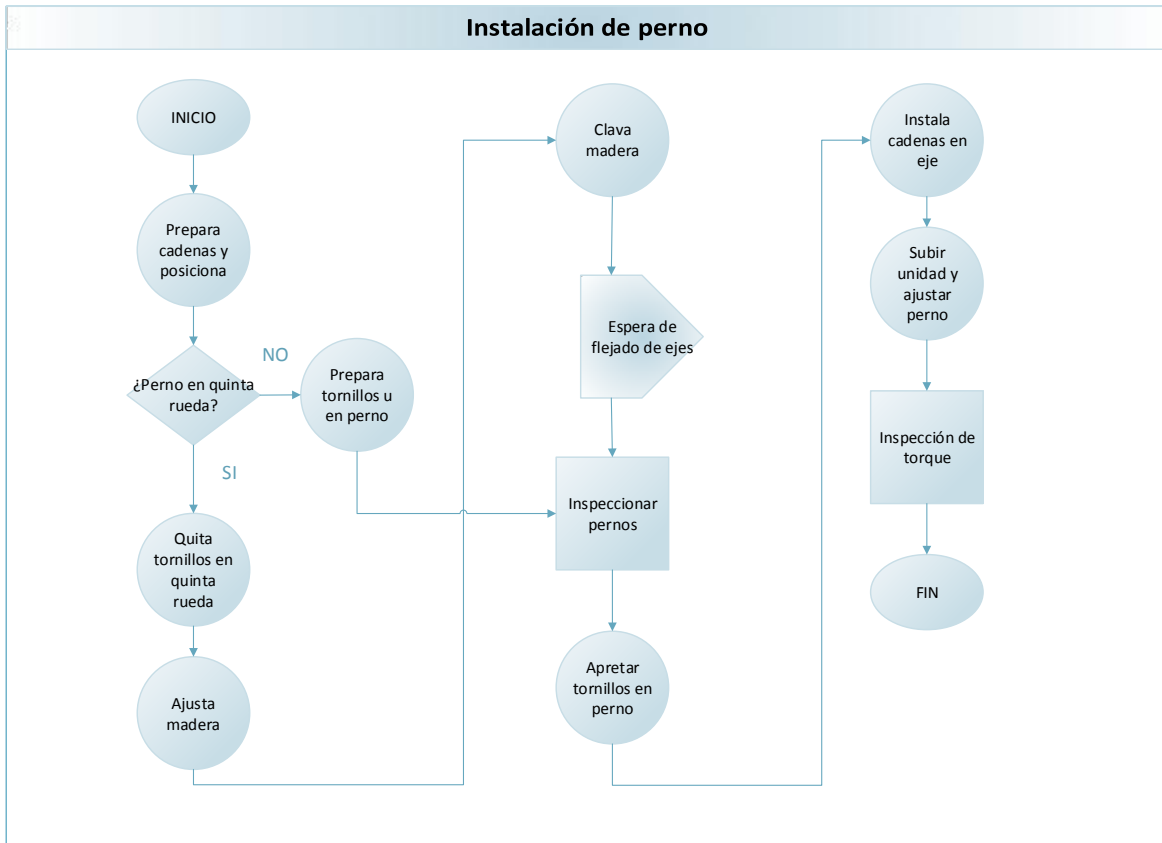 Instalación de perno
INICIO
Prepara
cadenas y
posiciona
¿Perno en quinta
rueda?
NO
Prepara
tornillos u
en perno
SI
Quita
tornillos en
quinta
rueda
Ajusta
madera
Clava
madera
Espera de
flejado de ejes
Inspeccionar
pernos
Apretar
tornillos en
perno
Instala
cadenas en
eje
Subir
unidad y
ajustar
perno
Inspección de
torque
FIN